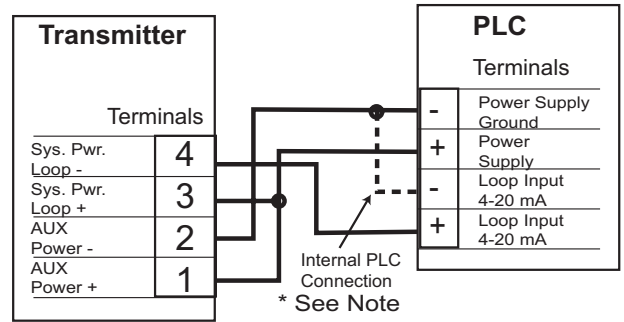 Transmitter
Terminals
Sys. Pwr.
Loop -
4
Sys. Pwr.
Loop +
3
AUX
Power -
2
AUX
Power +
1
PLC
Terminals
-
Power Supply
Ground
+
Power
Supply
-
Loop Input
4-20 mA
+
Loop Input
4-20 mA
Internal PLC
Connection
* See Note